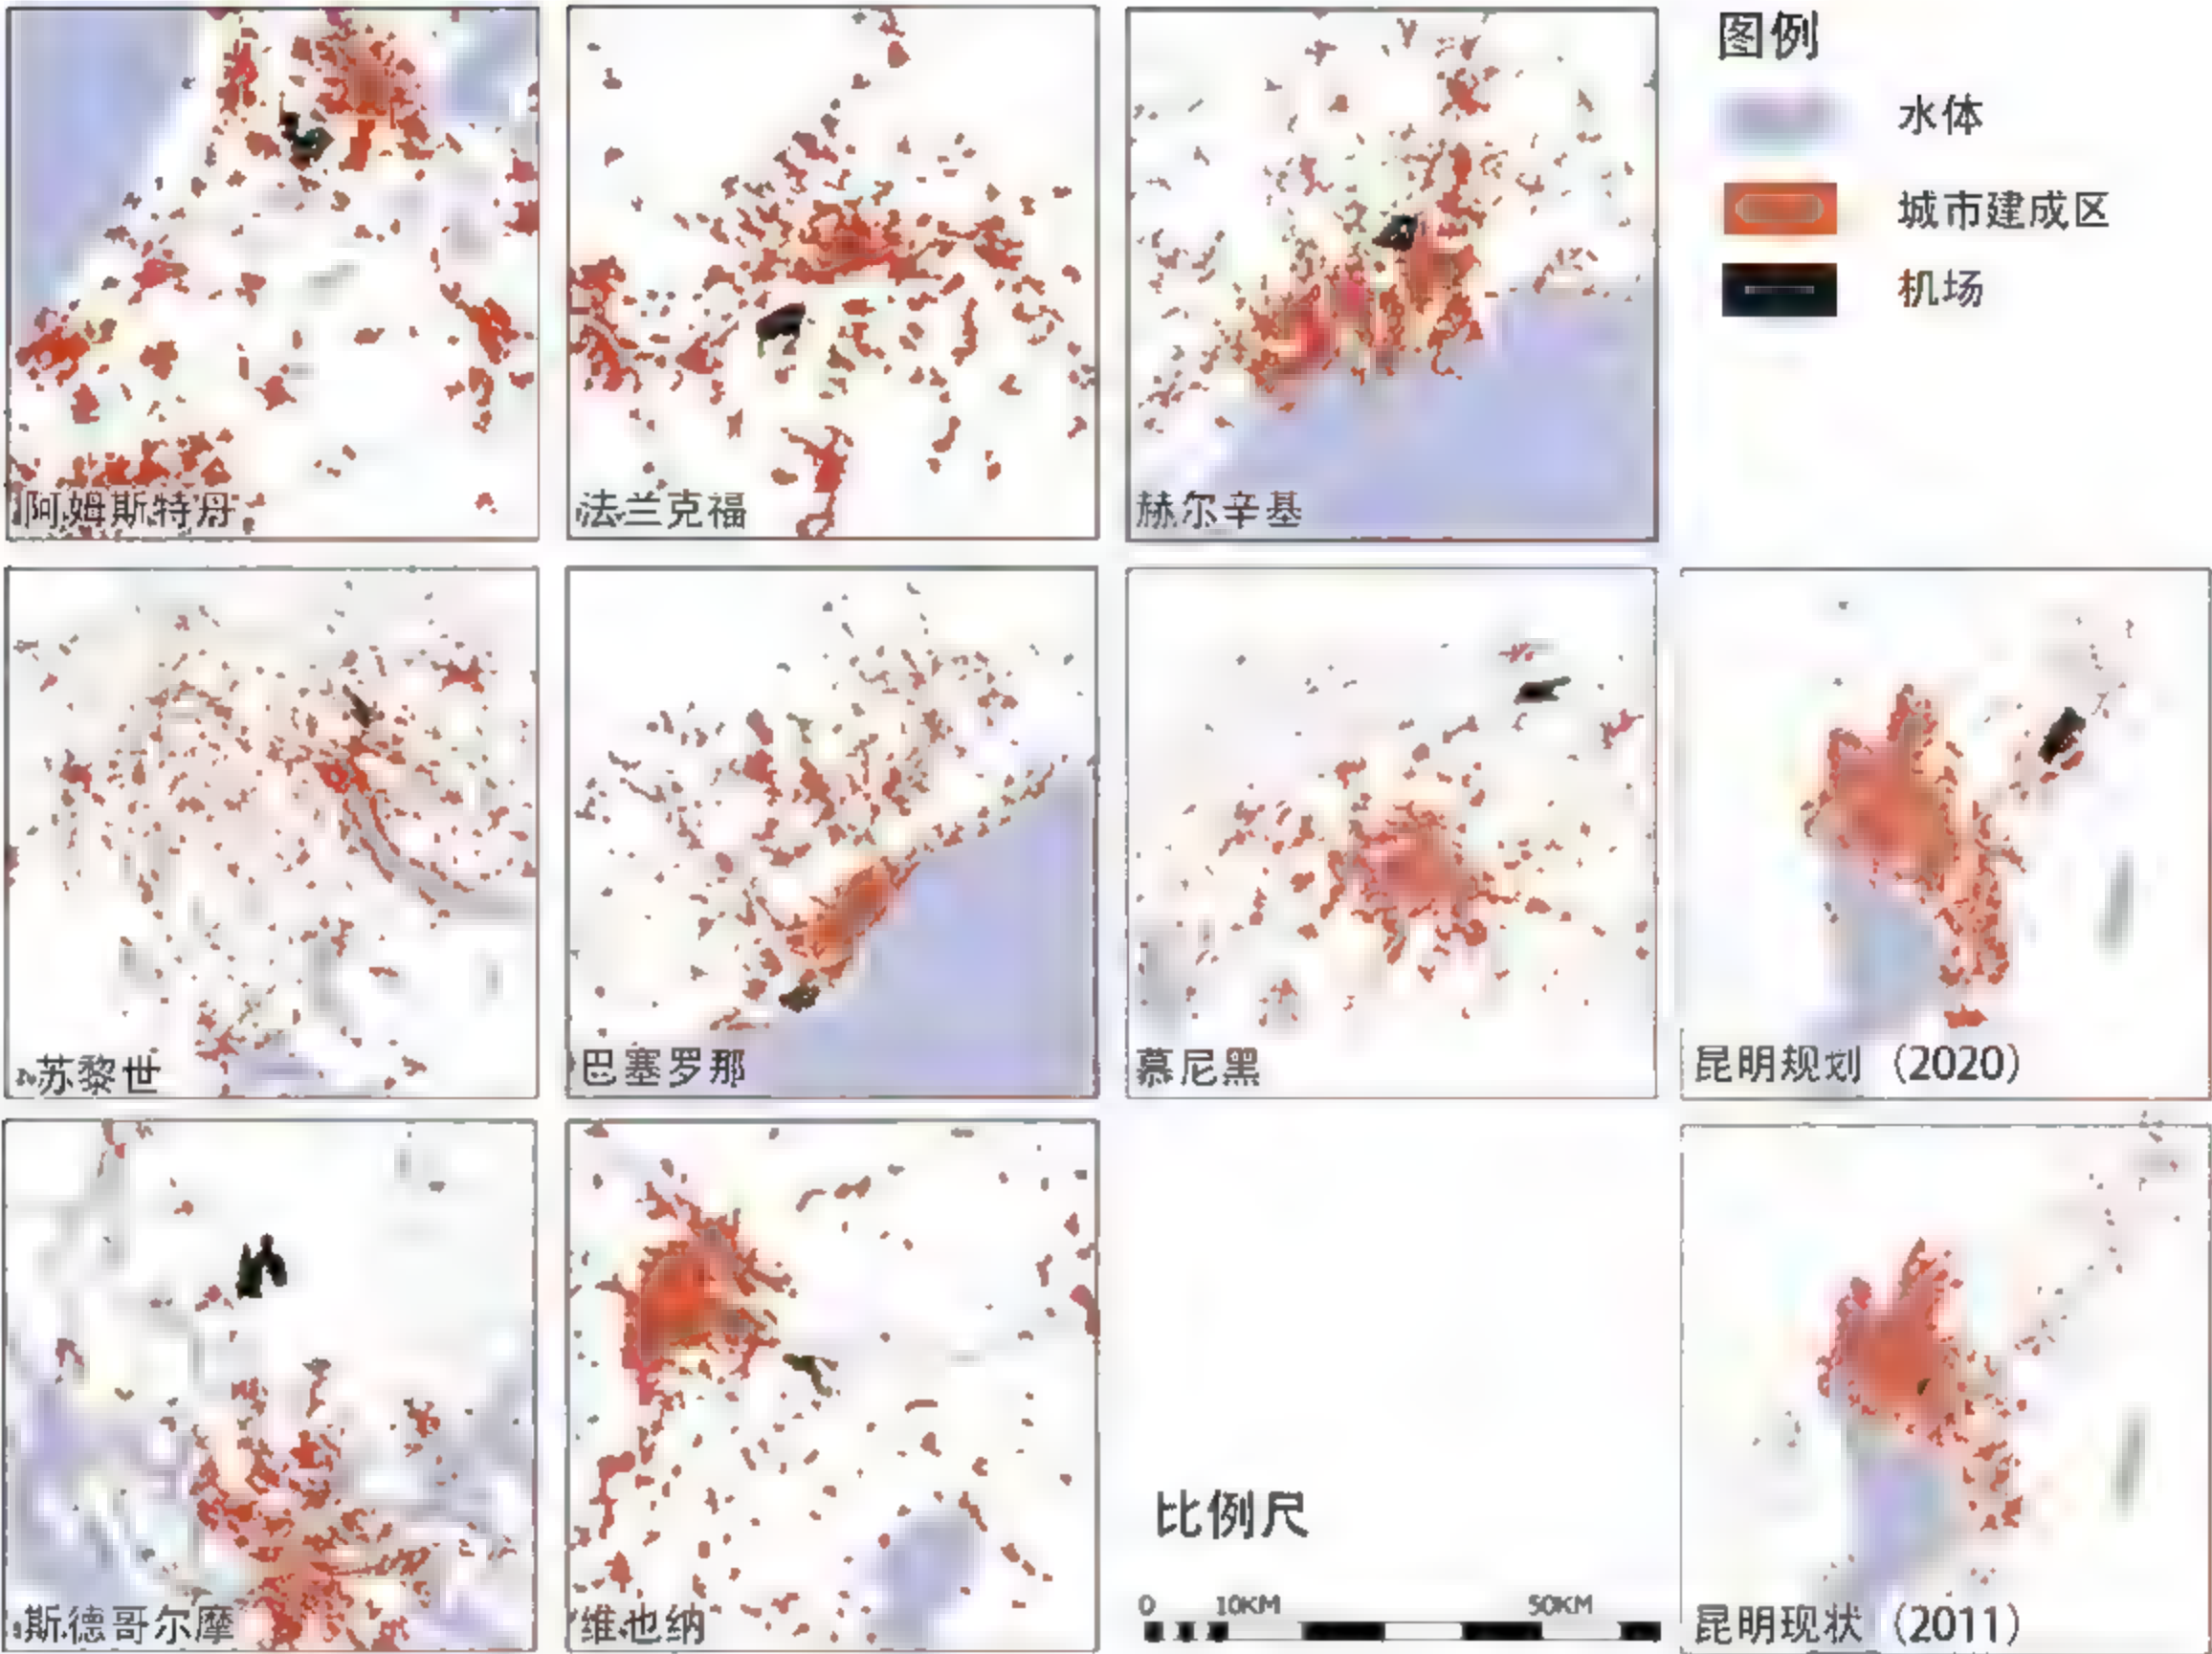 图例
水体
城市建成区
机场
阿姆斯特丹
法兰克福
赫尔辛基
苏黎世
巴塞罗那
慕尼黑
昆明规划（2020）
斯德哥尔摩
维也纳
比例尺
0 10KM 50KM
昆明现状（2011）